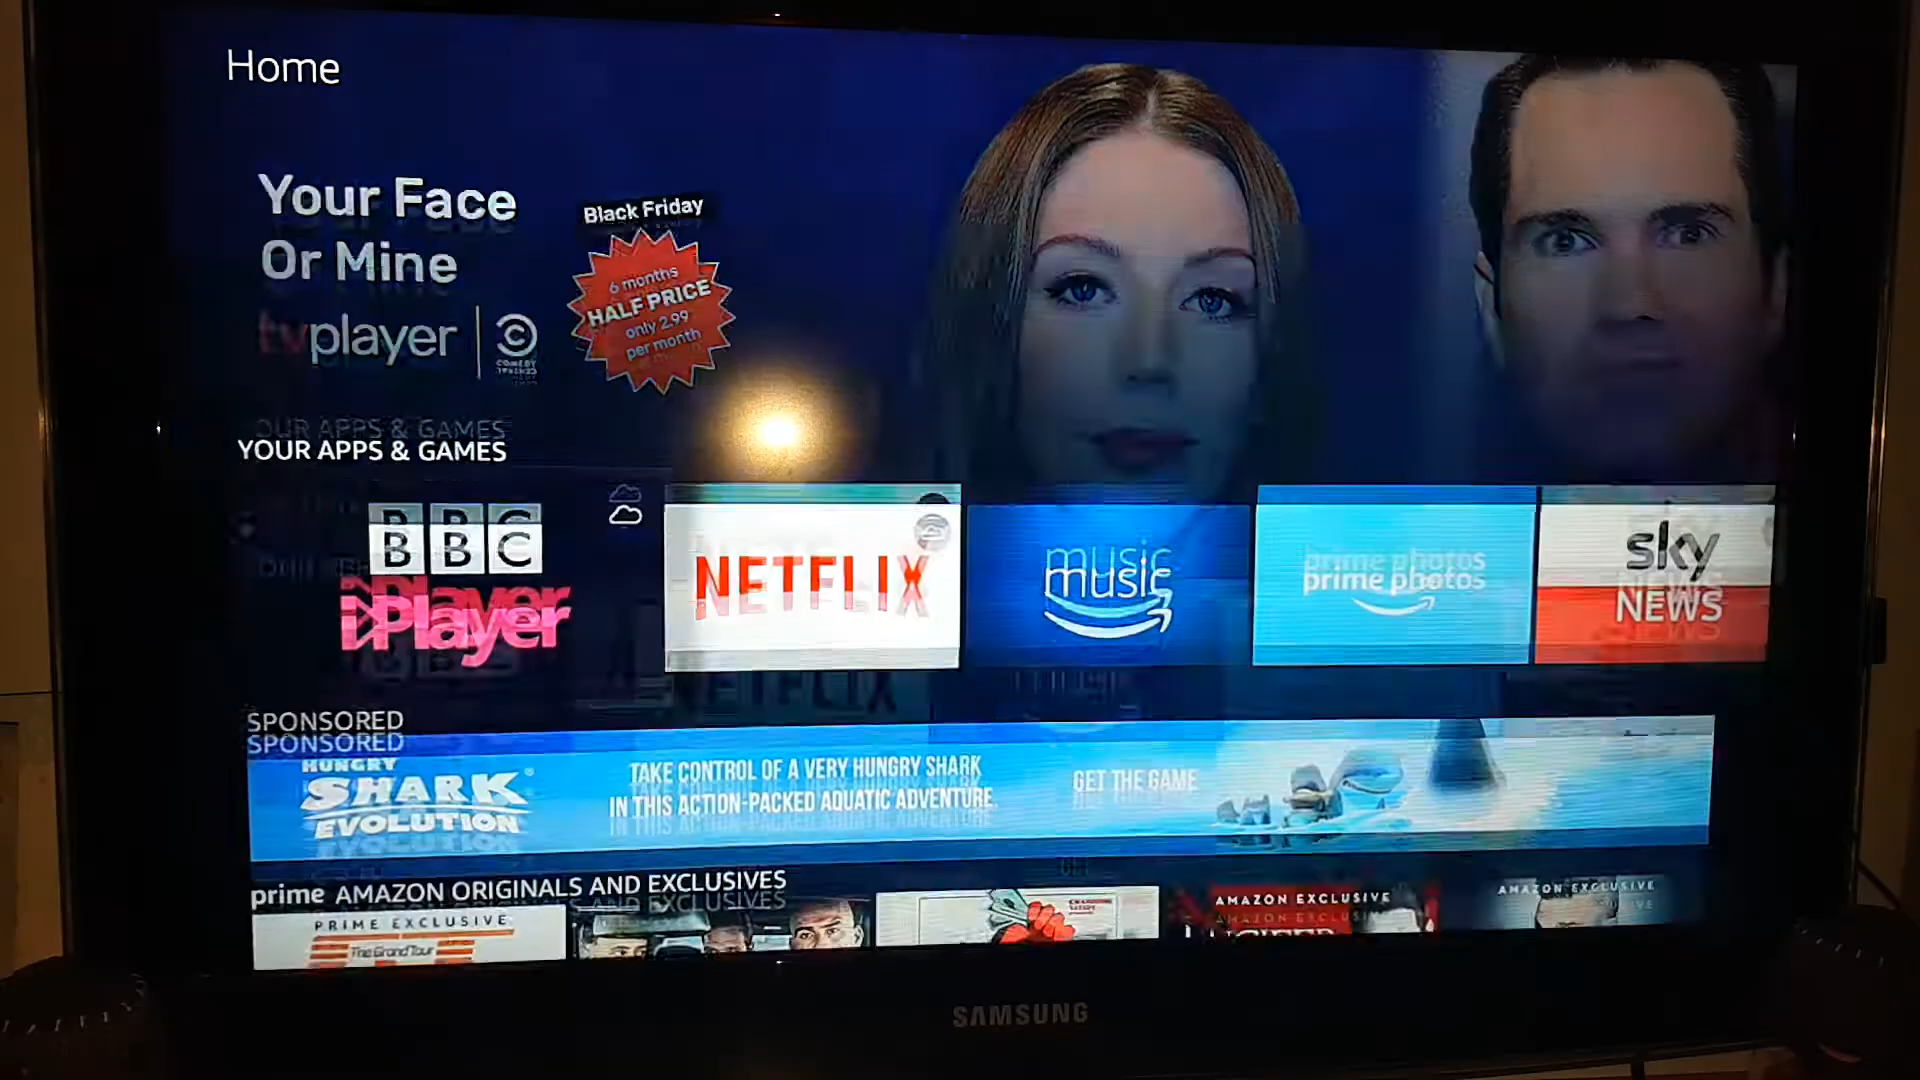 Home
Your Face
Or Mine
tvplayer
COMEDY
CENTRAL
Black Friday
6 months
HALF PRICE
only 2.99
per month
YOUR APPS & GAMES
BBC
iPlayer
NETFLIX
music
prime photos
sky
NEWS
SPONSORED
HUNGRY
SHARK
EVOLUTION
TAKE CONTROL OF A VERY HUNGRY SHARK
IN THIS ACTION-PACKED AQUATIC ADVENTURE.
GET THE GAME
prime AMAZON ORIGINALS AND EXCLUSIVES
PRIME EXCLUSIVE
The Grand Tour
AMAZON EXCLUSIVE
AMAZON EXCLUSIVE
SAMSUNG